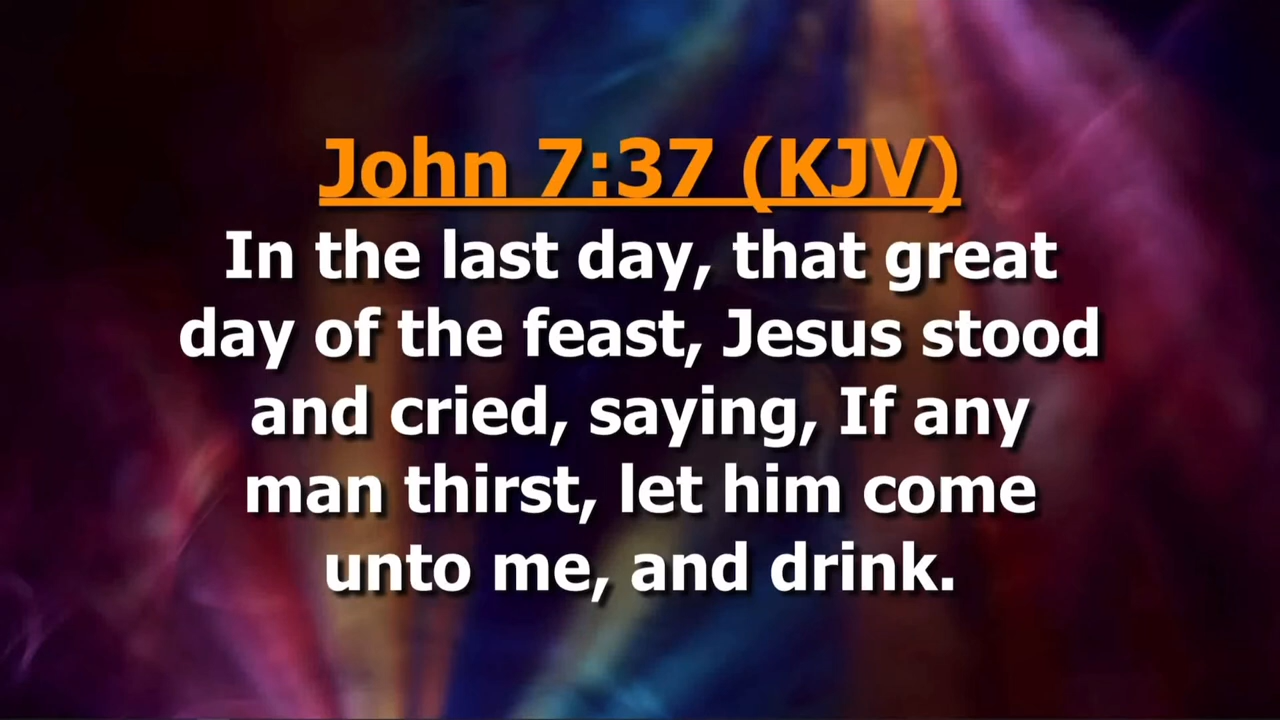 John 7:37 (KJV)
In the last day, that great
day of the feast, Jesus stood
and cried, saying, If any
man thirst, let him come
unto me, and drink.